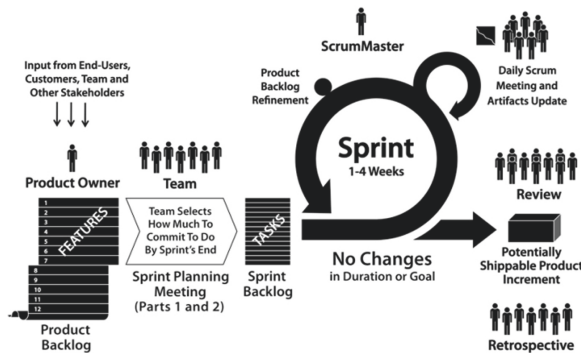 Input from End-Users,
Customers, Team and
Other Stakeholders
Product Owner
Team
1
2
3
4
5
6
7
8
9
10
11
12
FEATURES
Product
Backlog
Team Selects
How Much To
Commit To Do
By Sprint's End
Sprint Planning
Meeting
(Parts 1 and 2)
TASKS
Sprint
Backlog
ScrumMaster
Product
Backlog
Refinement
Sprint
1-4 Weeks
No Changes
in Duration or Goal
Daily Scrum
Meeting and
Artifacts Update
Review
Potentially
Shippable Product
Increment
Retrospective